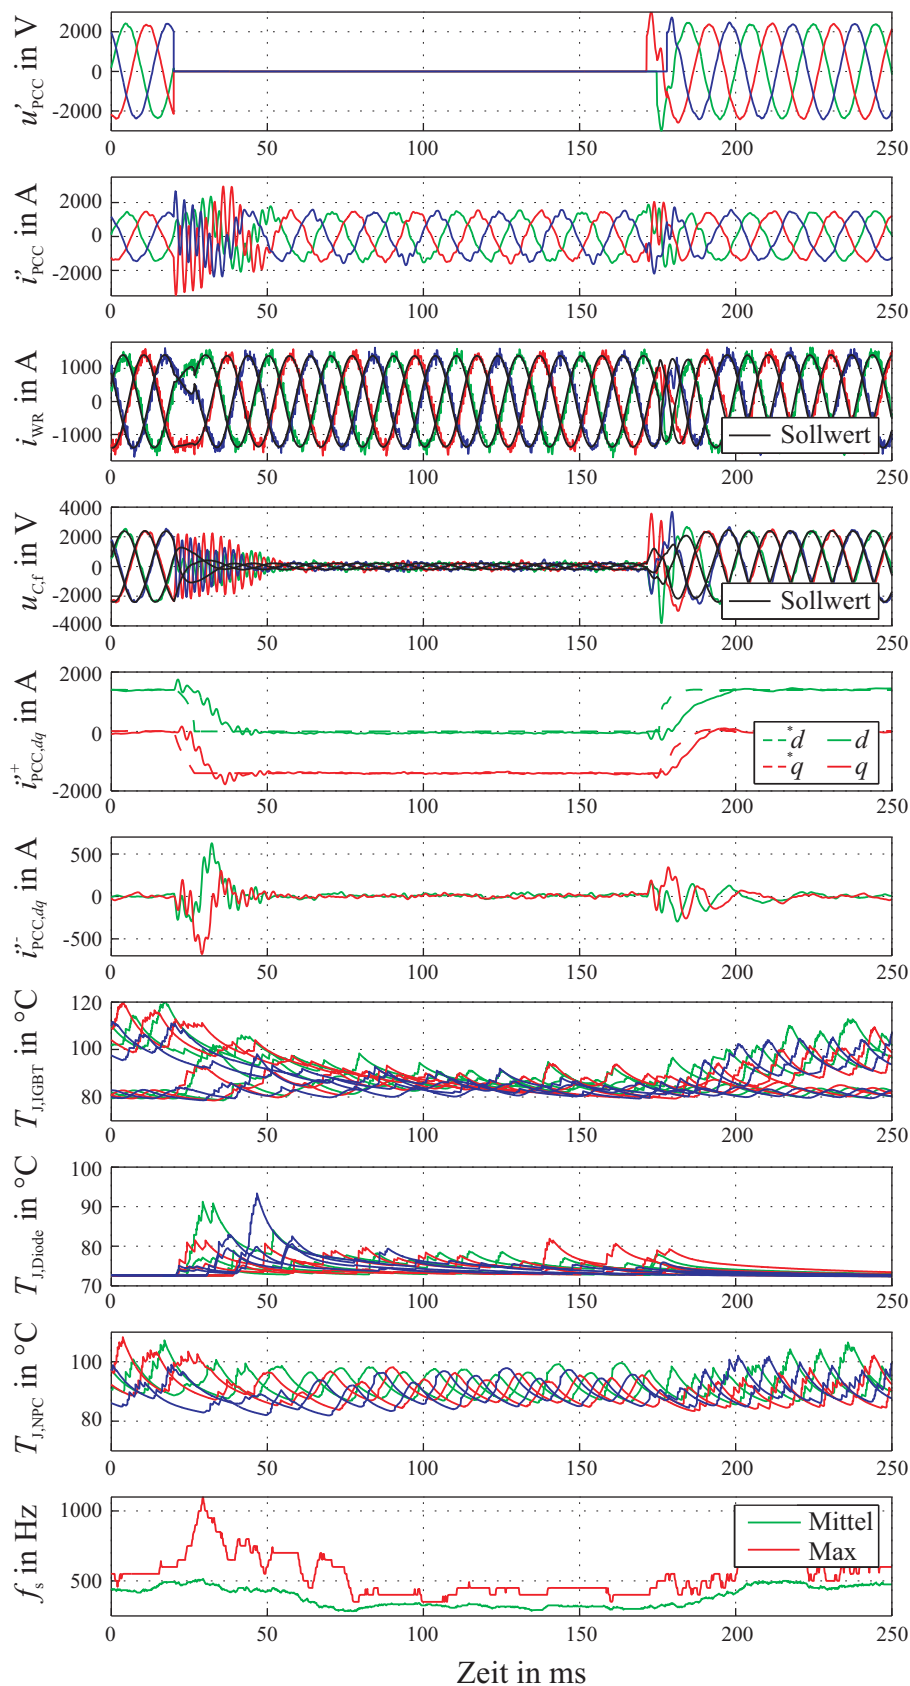 u'PCC in V
2000
0
-2000
0 50 100 150 200 250
i''PCC in A
2000
0
-2000
0 50 100 150 200 250
iWR in A
1000
0
-1000
Sollwert
0 50 100 150 200 250
uC,f in V
4000
2000
0
-2000
-4000
Sollwert
0 50 100 150 200 250
i''+PCC,dq in A
2000
0
-2000
*d d
*q q
0 50 100 150 200 250
i''-PCC,dq in A
500
0
-500
0 50 100 150 200 250
TJ,IGBT in °C
120
100
80
0 50 100 150 200 250
TJ,Diode in °C
100
90
80
70
0 50 100 150 200 250
TJ,NPC in °C
100
80
0 50 100 150 200 250
fs in Hz
1000
500
Mittel
Max
0 50 100 150 200 250
Zeit in ms